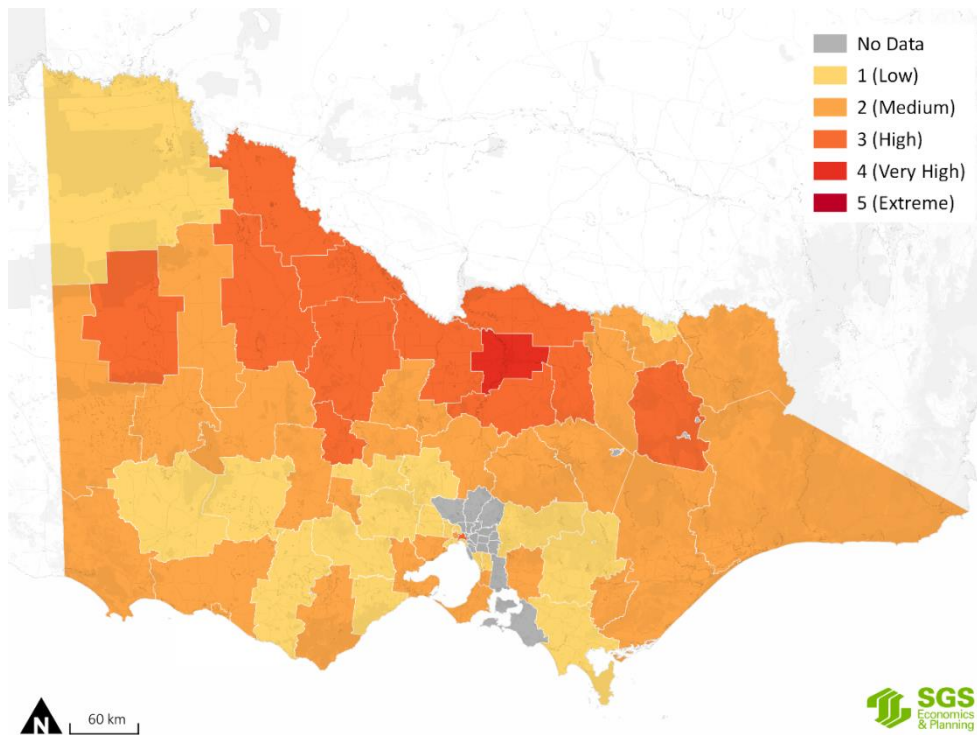 No Data
1 (Low)
2 (Medium)
3 (High)
4 (Very High)
5 (Extreme)
N
60 km
SGS
Economics
& Planning